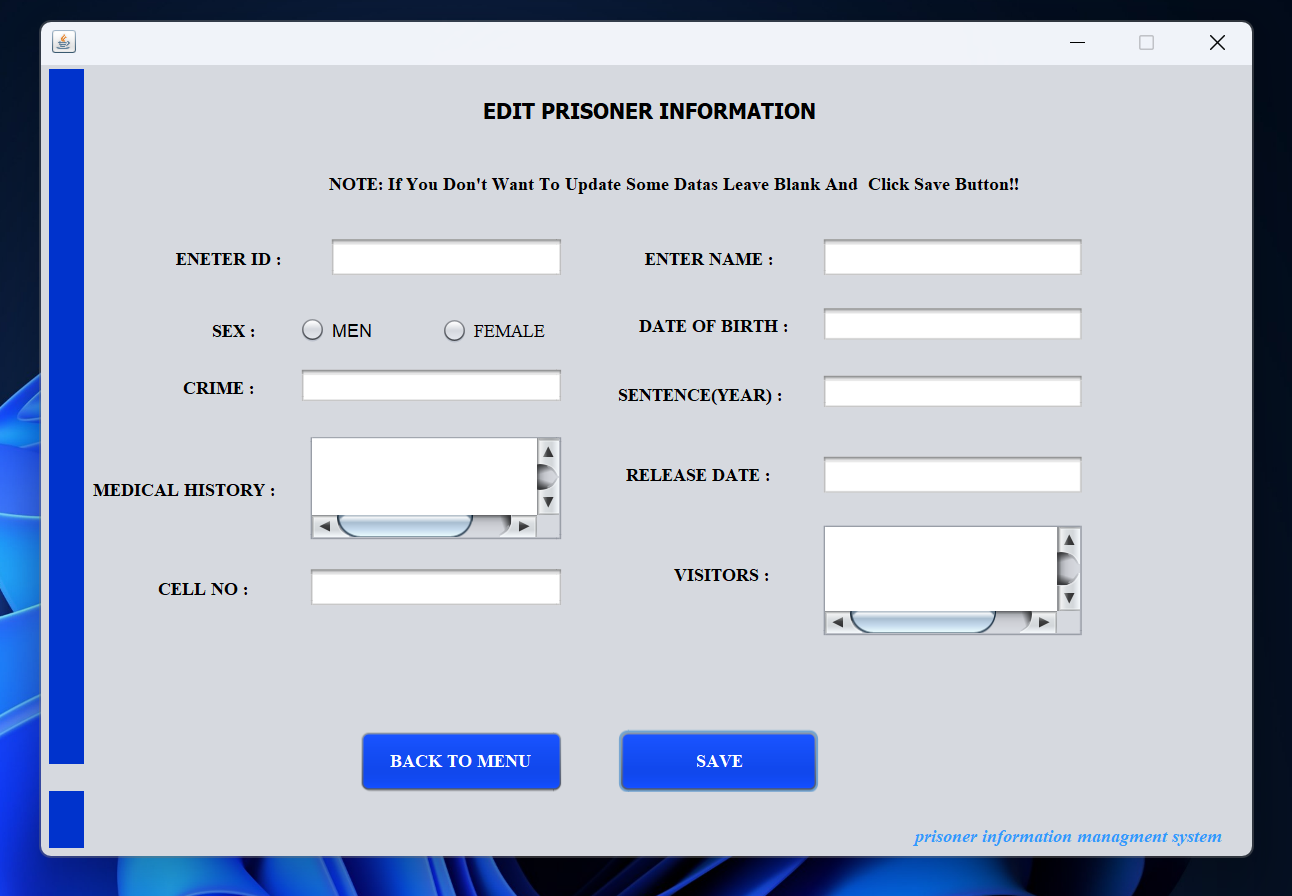 EDIT PRISONER INFORMATION
NOTE: If You Don't Want To Update Some Datas Leave Blank And  Click Save Button!!
ENETER ID :
ENTER NAME :
SEX :
MEN
FEMALE
DATE OF BIRTH :
CRIME :
SENTENCE(YEAR) :
MEDICAL HISTORY :
RELEASE DATE :
CELL NO :
VISITORS :
BACK TO MENU
SAVE
prisoner information managment system